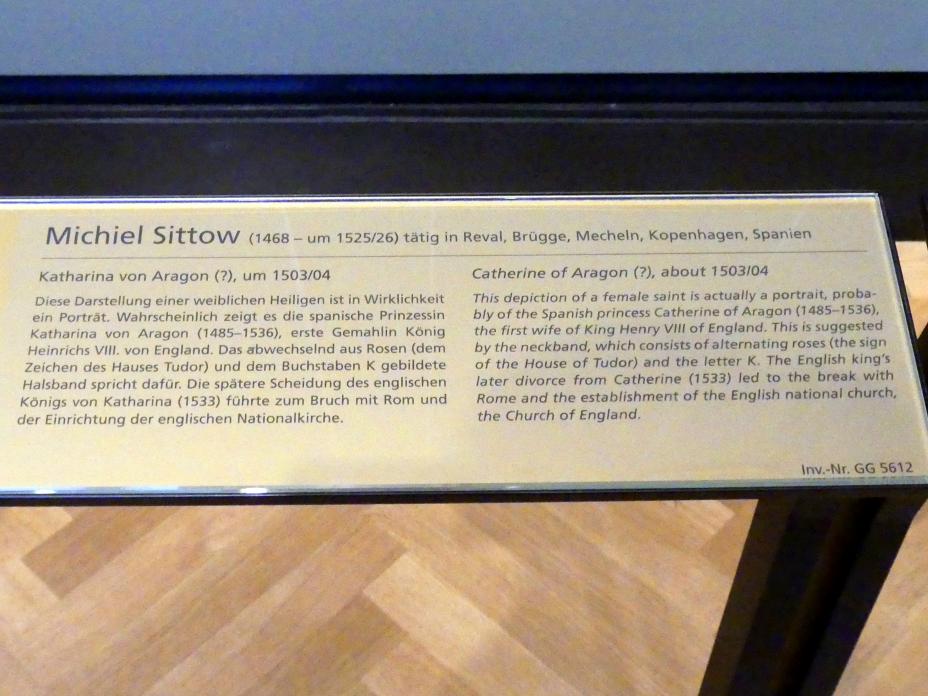 Michiel Sittow (1468 – um 1525/26) tätig in Reval, Brügge, Mecheln, Kopenhagen, Spanien
Katharina von Aragon (?), um 1503/04
Diese Darstellung einer weiblichen Heiligen ist in Wirklichkeit
ein Porträt. Wahrscheinlich zeigt es die spanische Prinzessin
Katharina von Aragon (1485–1536), erste Gemahlin König
Heinrichs VIII. von England. Das abwechselnd aus Rosen (dem
Zeichen des Hauses Tudor) und dem Buchstaben K gebildete
Halsband spricht dafür. Die spätere Scheidung des englischen
Königs von Katharina (1533) führte zum Bruch mit Rom und
der Einrichtung der englischen Nationalkirche.
Catherine of Aragon (?), about 1503/04
This depiction of a female saint is actually a portrait, proba-
bly of the Spanish princess Catherine of Aragon (1485–1536),
the first wife of King Henry VIII of England. This is suggested
by the neckband, which consists of alternating roses (the sign
of the House of Tudor) and the letter K. The English king's
later divorce from Catherine (1533) led to the break with
Rome and the establishment of the English national church,
the Church of England.
Inv.-Nr. GG 5612